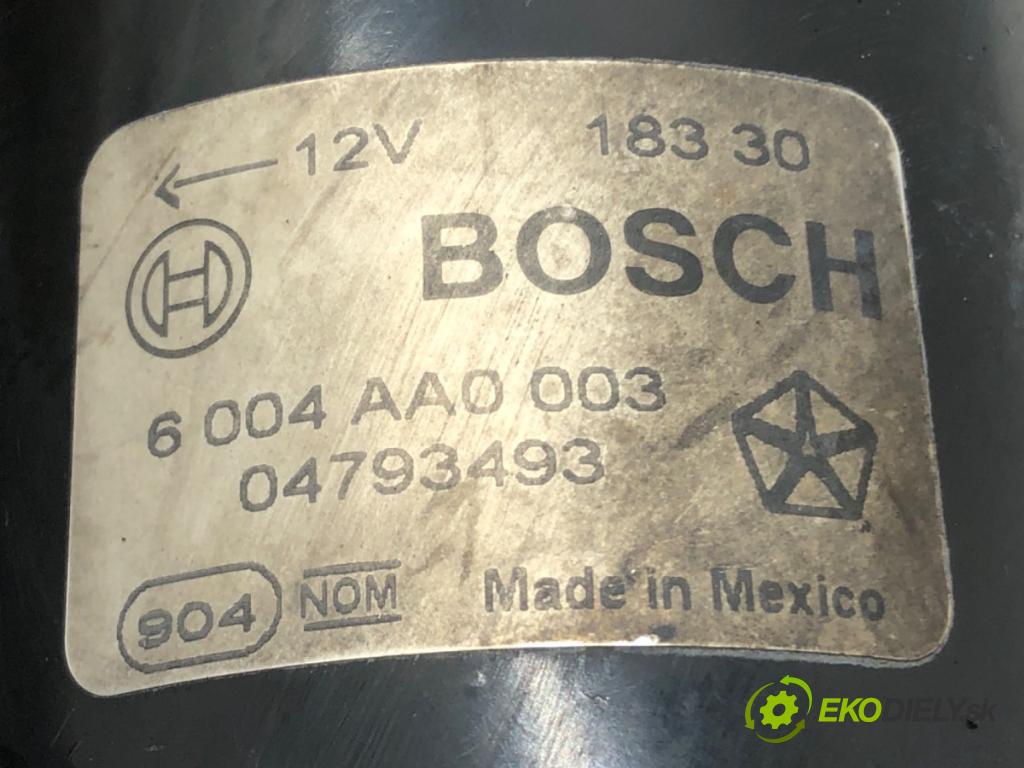 12V 183 30
BOSCH
6 004 AA0 003
04793493
904 NOM Made in Mexico
EKODIELY.sk